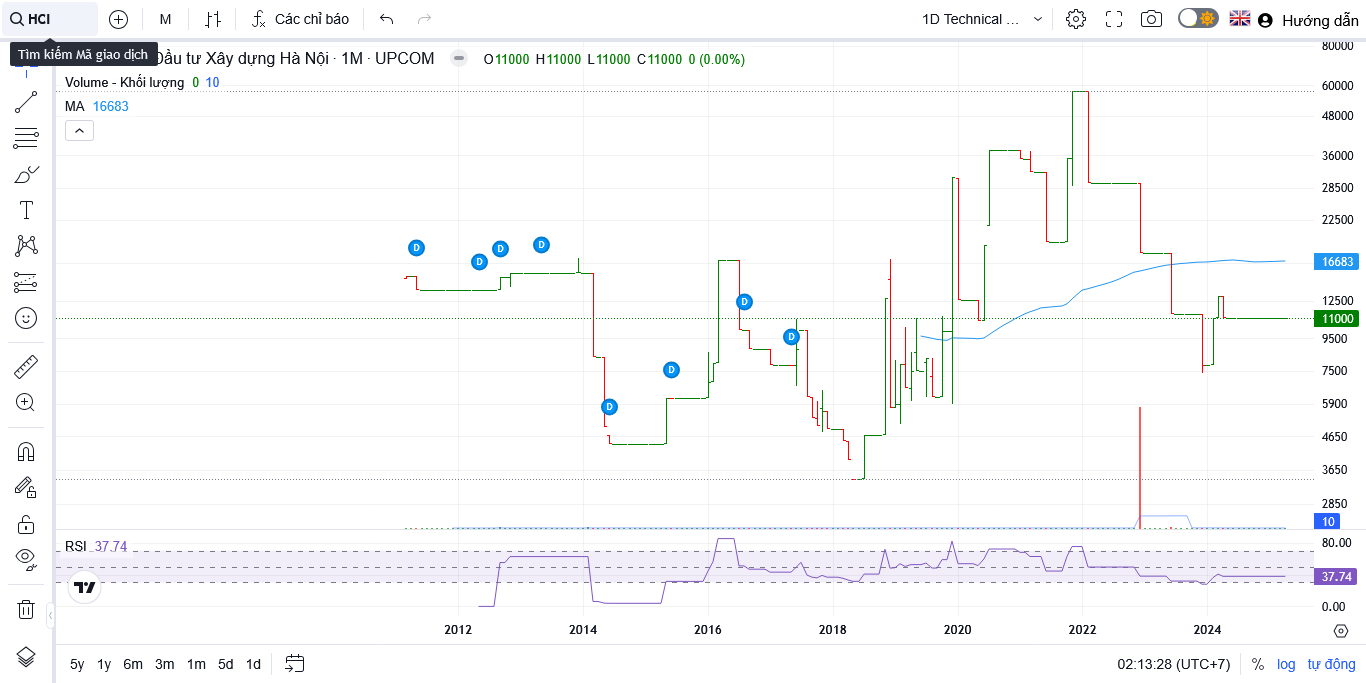 HCI
M
Các chỉ báo
1D Technical ...
Hướng dẫn
Tìm kiếm Mã giao dịch
Đầu tư Xây dựng Hà Nội · 1M · UPCOM
O11000 H11000 L11000 C11000 0 (0.00%)
Volume - Khối lượng 0 10
MA 16683
80000
60000
48000
36000
28500
22500
16683
12500
11000
9500
7500
5900
4650
3650
2850
10
D
D
D
D
D
D
D
D
RSI 37.74
80.00
37.74
0.00
2012
2014
2016
2018
2020
2022
2024
5y 1y 6m 3m 1m 5d 1d
02:13:28 (UTC+7)
%
log
tự động